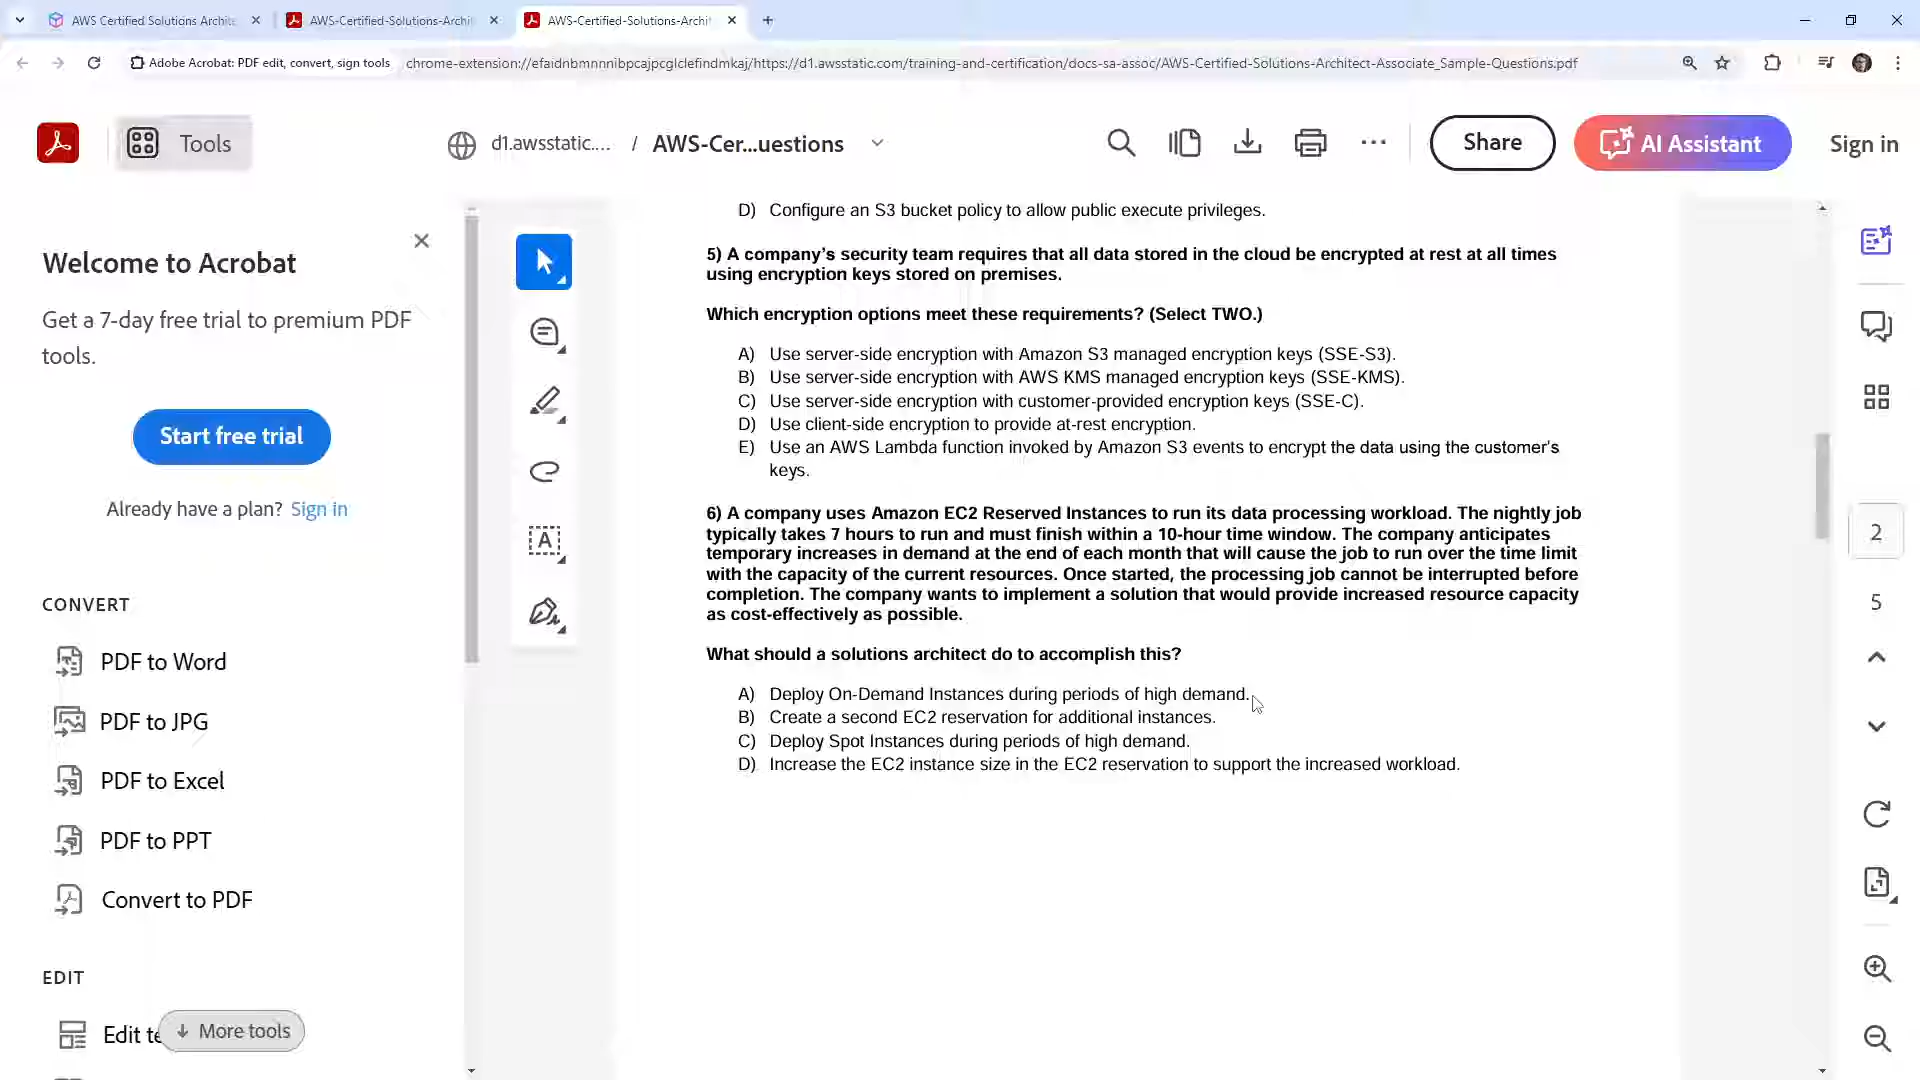 AWS Certified Solutions Archite
AWS-Certified-Solutions-Archit
AWS-Certified-Solutions-Archit
Adobe Acrobat: PDF edit, convert, sign tools
chrome-extension://efaidnbmnnnibpcajpcglclefindmkaj/https://d1.awsstatic.com/training-and-certification/docs-sa-assoc/AWS-Certified-Solutions-Architect-Associate_Sample-Questions.pdf
Tools
d1.awsstatic.... / AWS-Cer...uestions
Share
AI Assistant
Sign in
Welcome to Acrobat
Get a 7-day free trial to premium PDF
tools.
Start free trial
Already have a plan? Sign in
CONVERT
PDF to Word
PDF to JPG
PDF to Excel
PDF to PPT
Convert to PDF
EDIT
Edit te
More tools
D) Configure an S3 bucket policy to allow public execute privileges.
5) A company's security team requires that all data stored in the cloud be encrypted at rest at all times
using encryption keys stored on premises.
Which encryption options meet these requirements? (Select TWO.)
A) Use server-side encryption with Amazon S3 managed encryption keys (SSE-S3).
B) Use server-side encryption with AWS KMS managed encryption keys (SSE-KMS).
C) Use server-side encryption with customer-provided encryption keys (SSE-C).
D) Use client-side encryption to provide at-rest encryption.
E) Use an AWS Lambda function invoked by Amazon S3 events to encrypt the data using the customer's
keys.
6) A company uses Amazon EC2 Reserved Instances to run its data processing workload. The nightly job
typically takes 7 hours to run and must finish within a 10-hour time window. The company anticipates
temporary increases in demand at the end of each month that will cause the job to run over the time limit
with the capacity of the current resources. Once started, the processing job cannot be interrupted before
completion. The company wants to implement a solution that would provide increased resource capacity
as cost-effectively as possible.
What should a solutions architect do to accomplish this?
A) Deploy On-Demand Instances during periods of high demand.
B) Create a second EC2 reservation for additional instances.
C) Deploy Spot Instances during periods of high demand.
D) Increase the EC2 instance size in the EC2 reservation to support the increased workload.
2
5